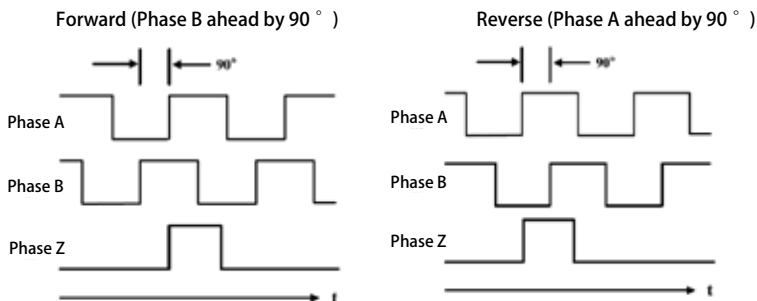 Forward (Phase B ahead by 90 ° )
90°
Phase A
Phase B
Phase Z
t
Reverse (Phase A ahead by 90 ° )
90°
Phase A
Phase B
Phase Z
t